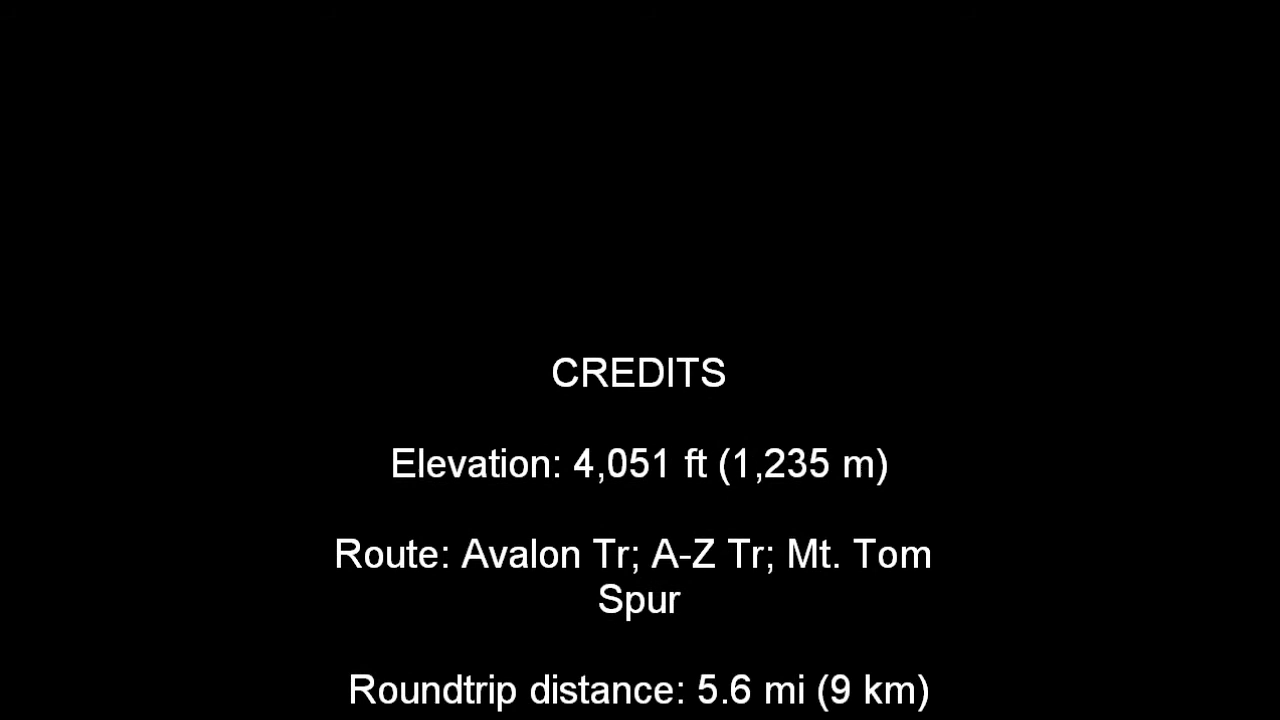 CREDITS
Elevation: 4,051 ft (1,235 m)
Route: Avalon Tr; A-Z Tr; Mt. Tom
Spur
Roundtrip distance: 5.6 mi (9 km)